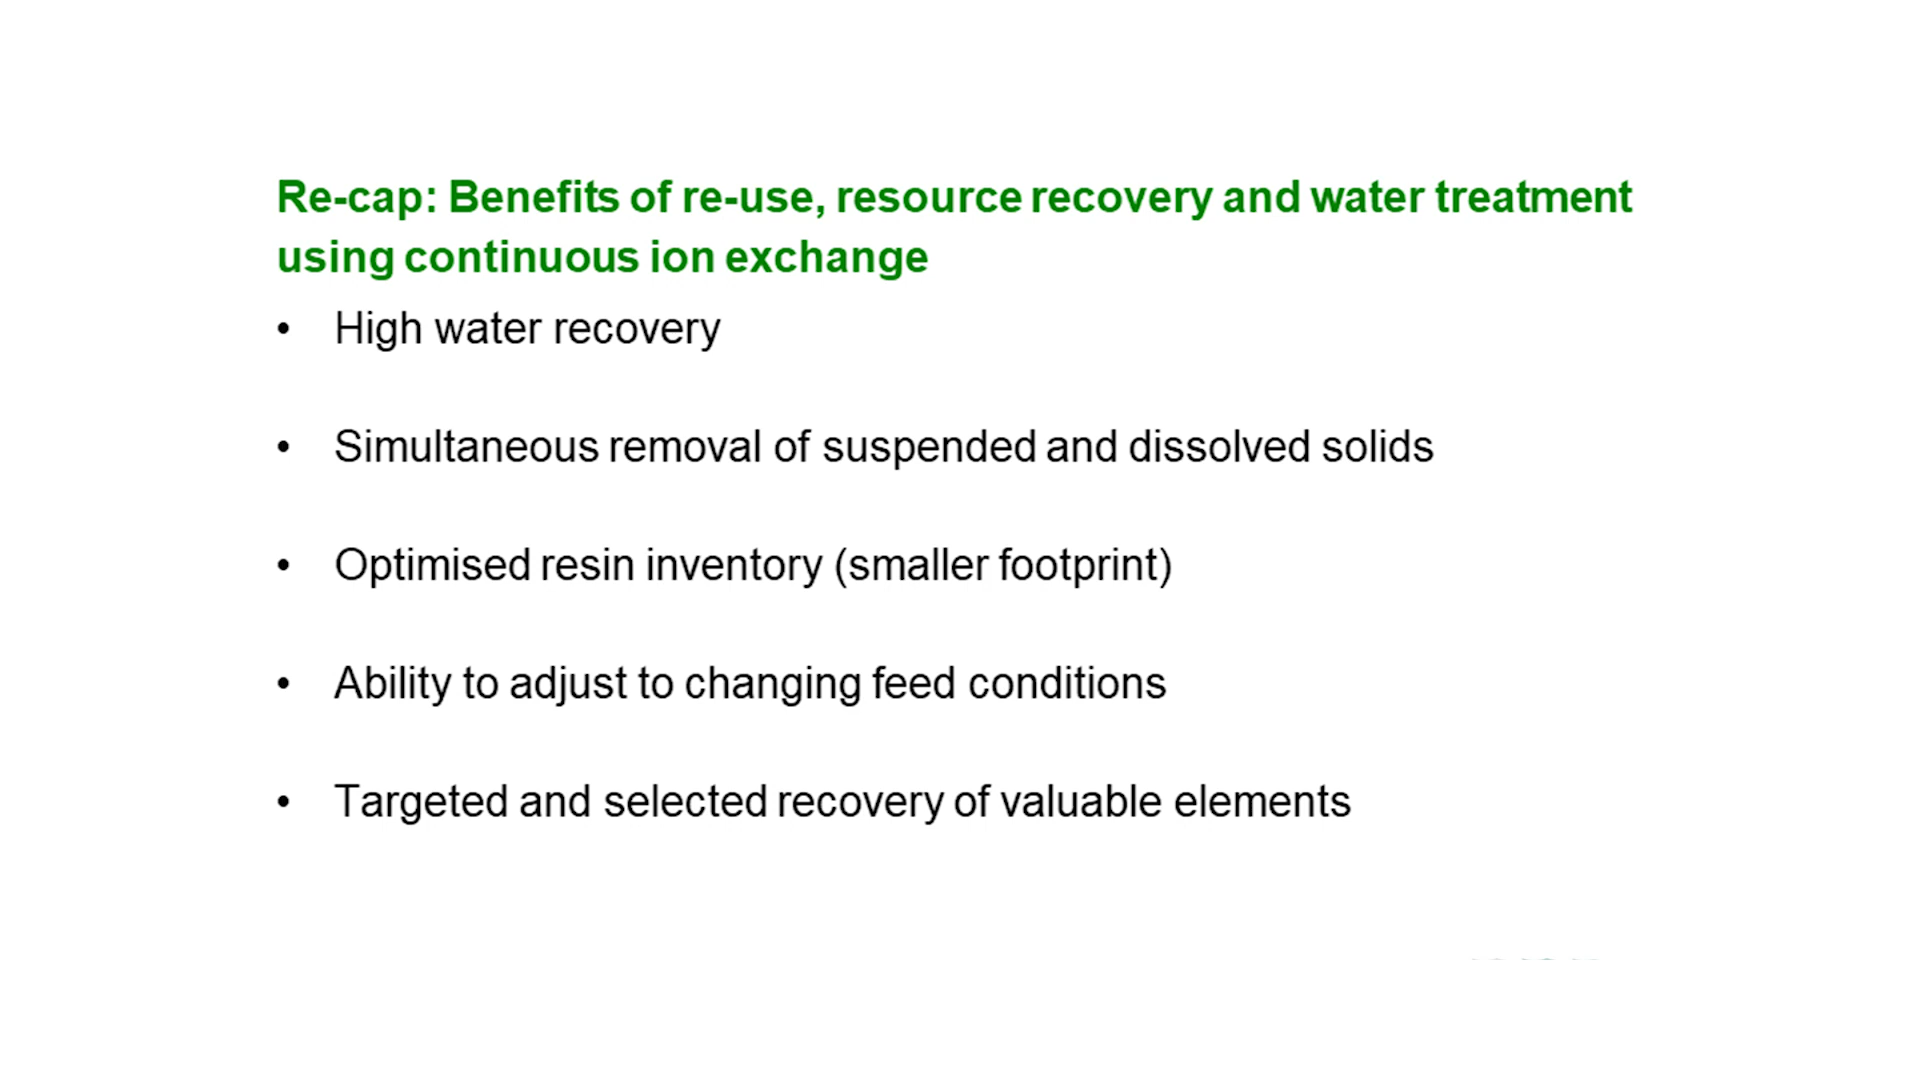 Re-cap: Benefits of re-use, resource recovery and water treatment
using continuous ion exchange
• High water recovery
• Simultaneous removal of suspended and dissolved solids
• Optimised resin inventory (smaller footprint)
• Ability to adjust to changing feed conditions
• Targeted and selected recovery of valuable elements